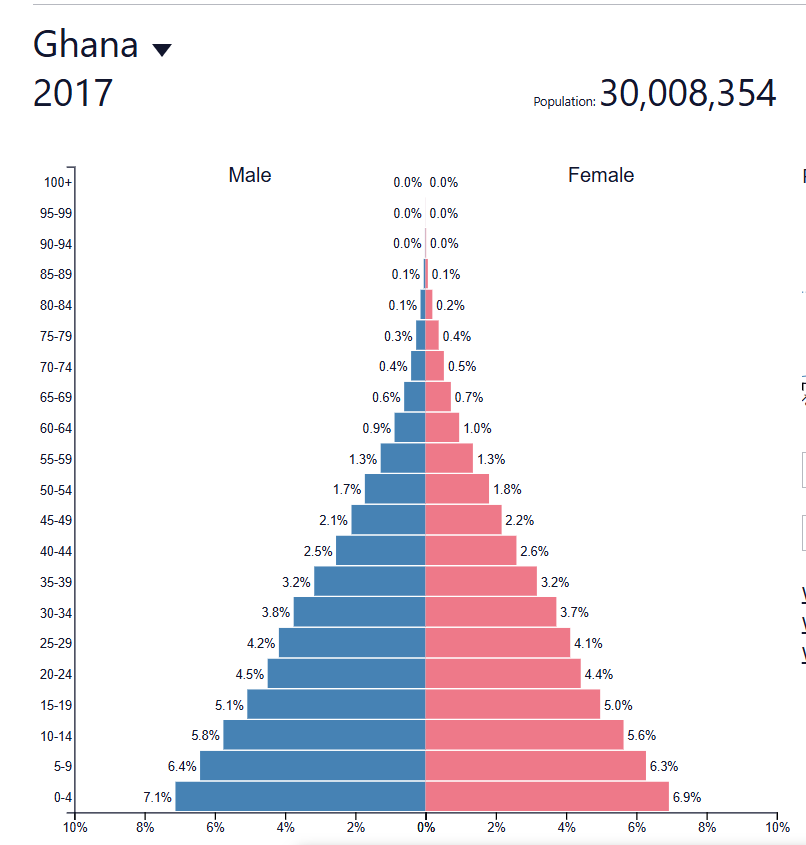 Ghana
2017
Population: 30,008,354
Male Female
100+ 0.0% 0.0%
95-99 0.0% 0.0%
90-94 0.0% 0.0%
85-89 0.1% 0.1%
80-84 0.1% 0.2%
75-79 0.3% 0.4%
70-74 0.4% 0.5%
65-69 0.6% 0.7%
60-64 0.9% 1.0%
55-59 1.3% 1.3%
50-54 1.7% 1.8%
45-49 2.1% 2.2%
40-44 2.5% 2.6%
35-39 3.2% 3.2%
30-34 3.8% 3.7%
25-29 4.2% 4.1%
20-24 4.5% 4.4%
15-19 5.1% 5.0%
10-14 5.8% 5.6%
5-9 6.4% 6.3%
0-4 7.1% 6.9%
10% 8% 6% 4% 2% 0% 2% 4% 6% 8% 10%